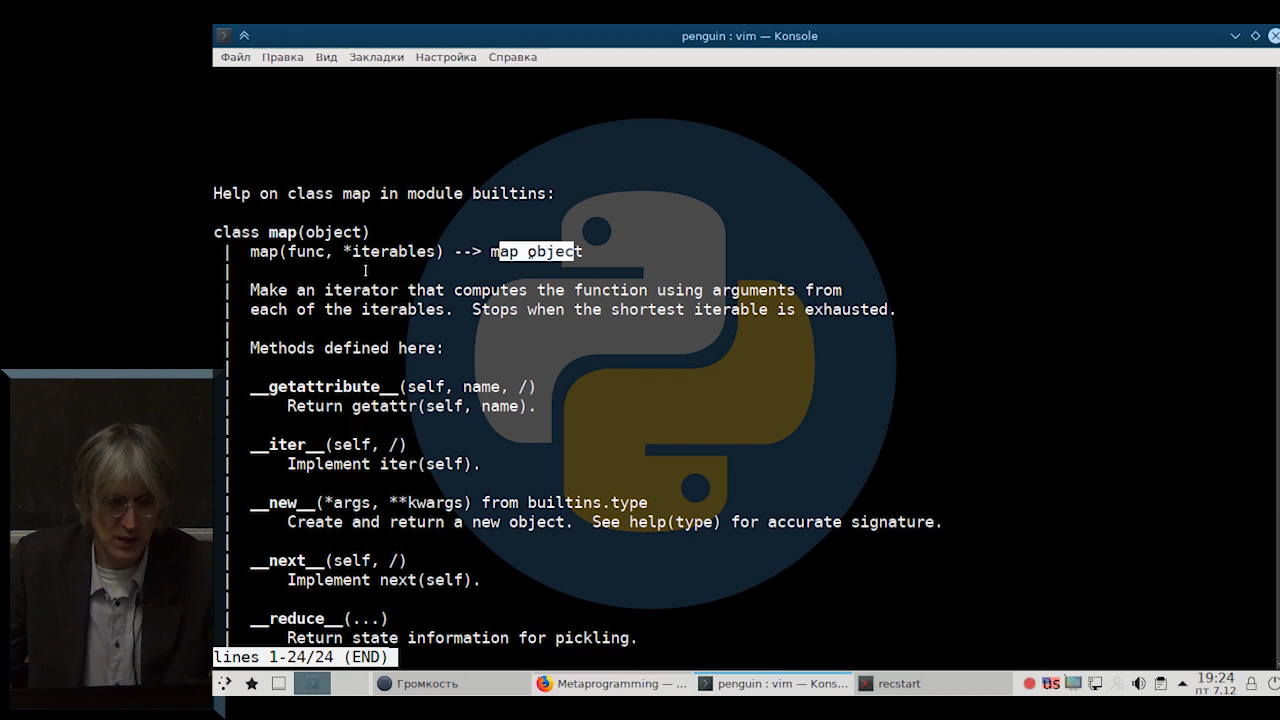 penguin : vim — Konsole
Файл Правка Вид Закладки Настройка Справка
Help on class map in module builtins:
class map(object)
| map(func, *iterables) --> map object
|
| Make an iterator that computes the function using arguments from
| each of the iterables. Stops when the shortest iterable is exhausted.
|
| Methods defined here:
|
| __getattribute__(self, name, /)
| Return getattr(self, name).
|
| __iter__(self, /)
| Implement iter(self).
|
| __new__(*args, **kwargs) from builtins.type
| Create and return a new object. See help(type) for accurate signature.
|
| __next__(self, /)
| Implement next(self).
|
| __reduce__(...)
| Return state information for pickling.
lines 1-24/24 (END)
Громкость Metaprogramming — ... penguin : vim — Kons... recstart us 19:24
пт 7.12